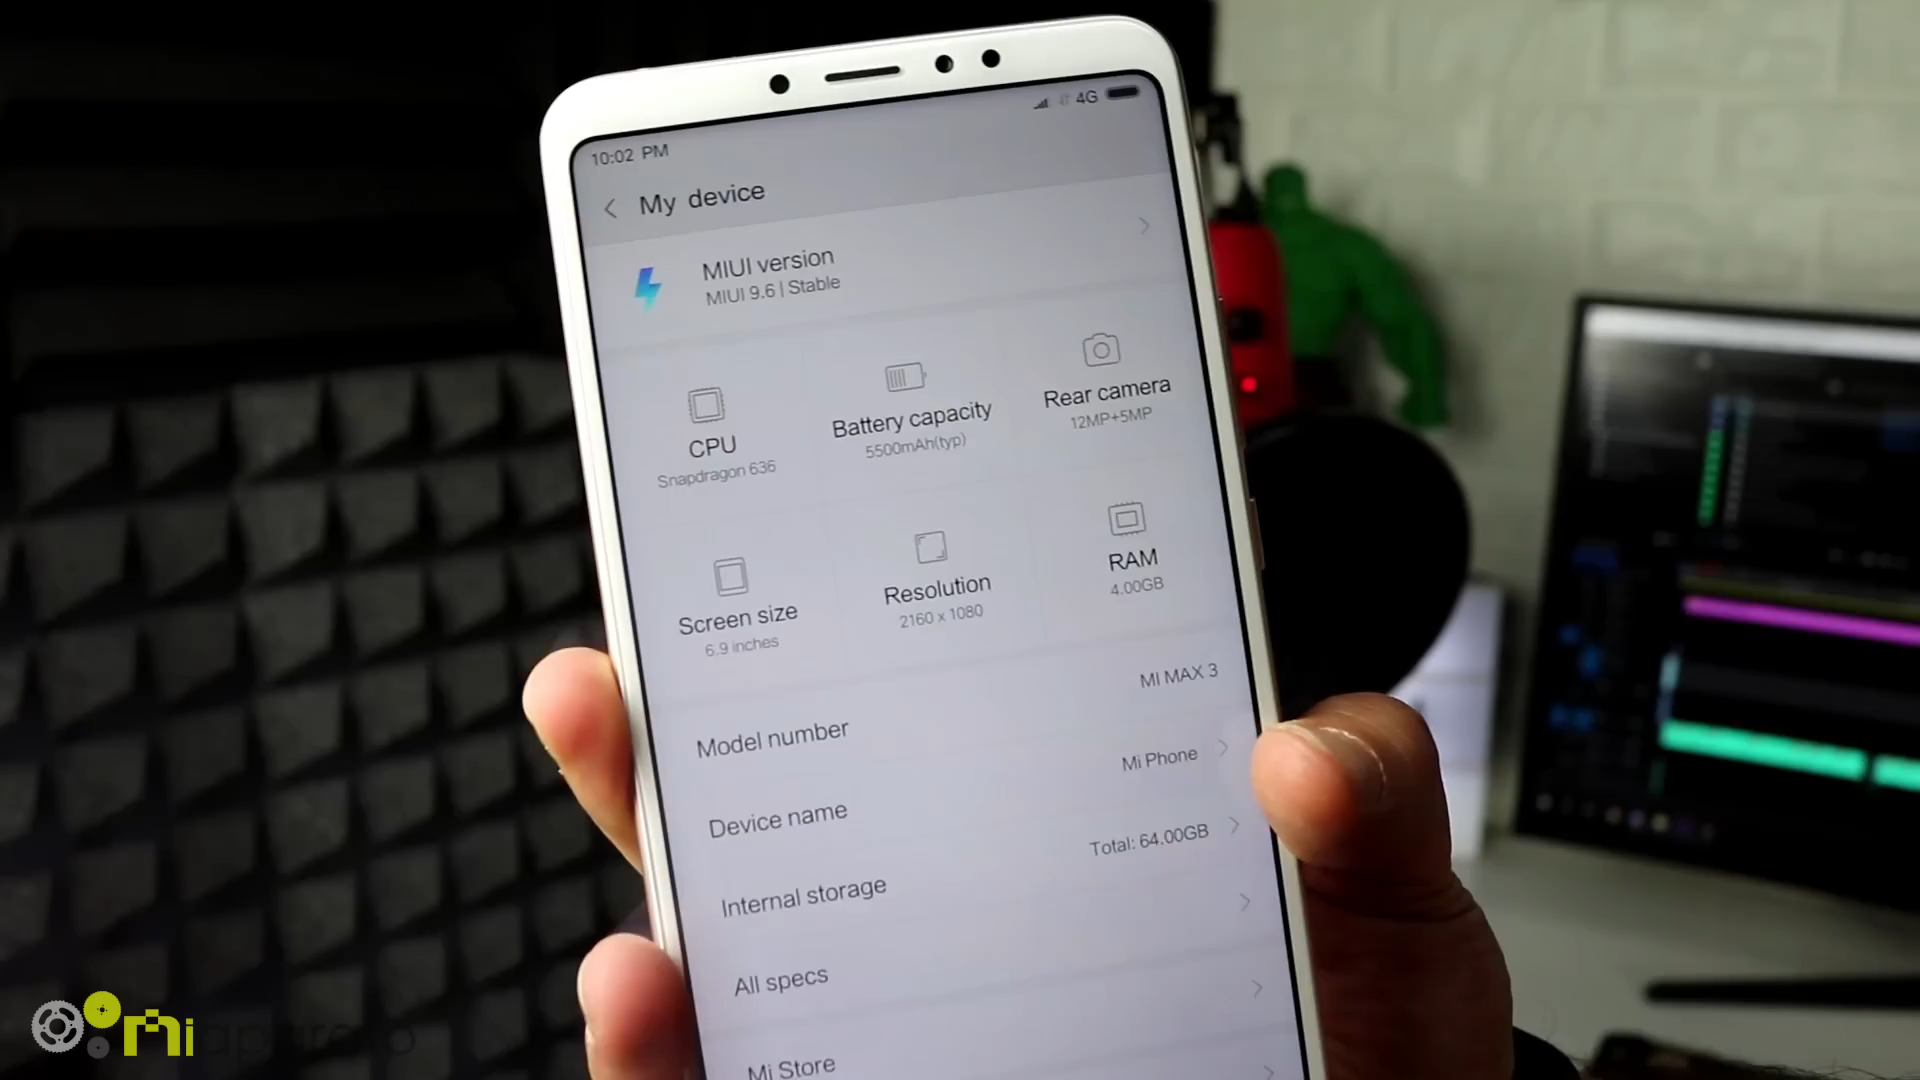 10:02 PM
4G
My device
MIUI version
MIUI 9.6 | Stable
CPU
Snapdragon 636
Battery capacity
5500mAh(typ)
Rear camera
12MP+5MP
Screen size
6.9 inches
Resolution
2160 x 1080
RAM
4.00GB
Model number
MI MAX 3
Device name
Mi Phone
Internal storage
Total: 64.00GB
All specs
Mi Store
miaparato